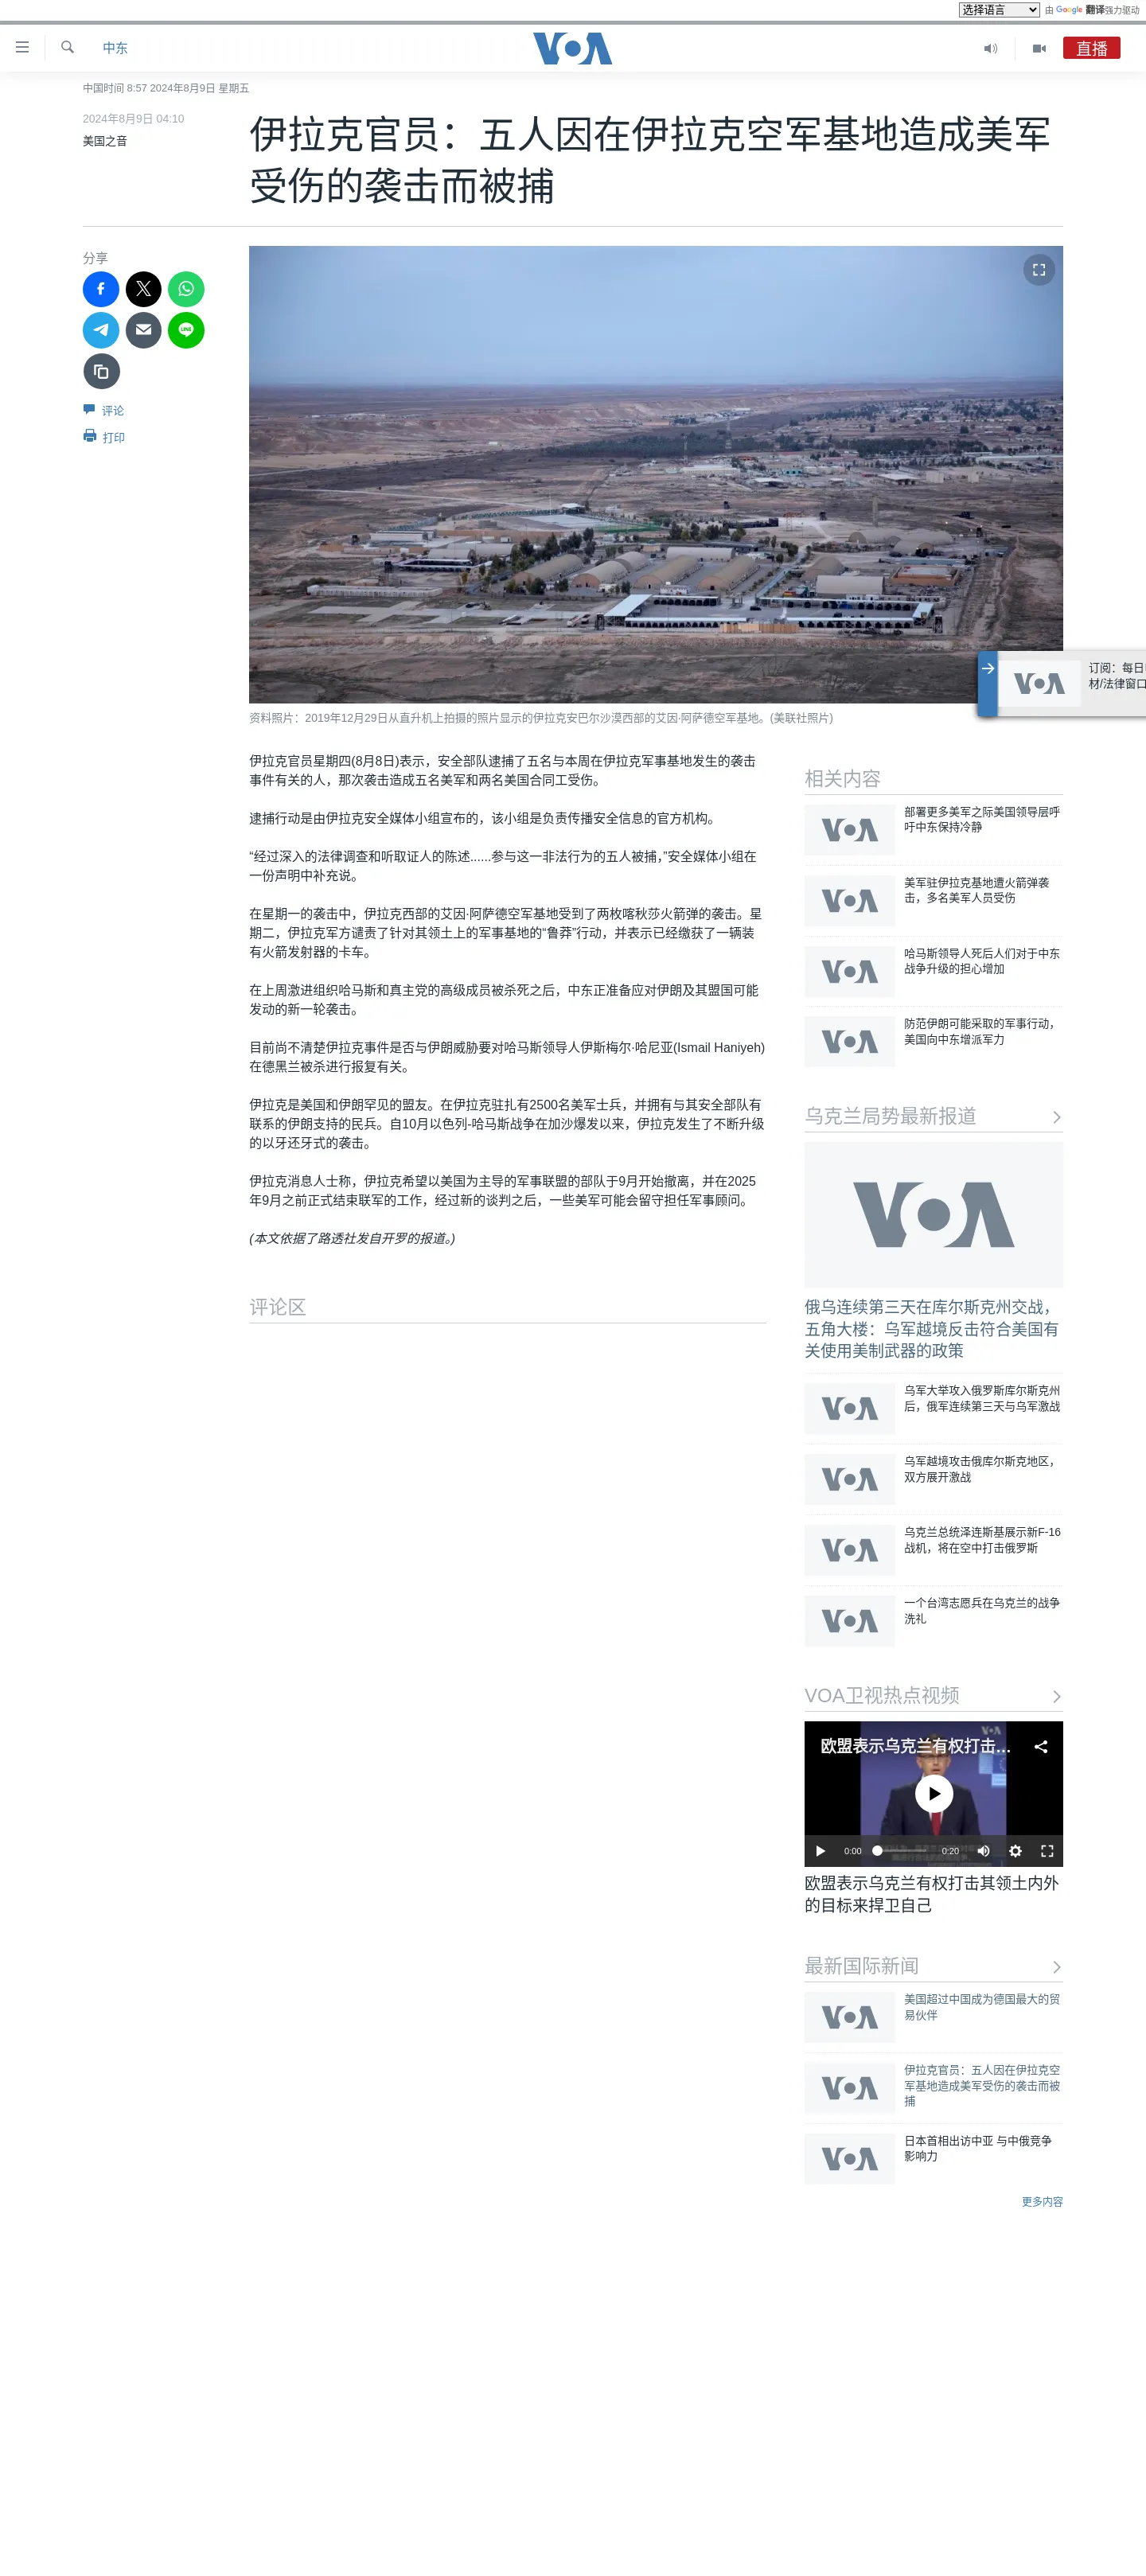 选择语言 由 Google 翻译强力驱动
中东
VOA
直播
中国时间 8:57 2024年8月9日 星期五
2024年8月9日 04:10
美国之音
伊拉克官员：五人因在伊拉克空军基地造成美军
受伤的袭击而被捕
分享
评论
打印
资料照片：2019年12月29日从直升机上拍摄的照片显示的伊拉克安巴尔沙漠西部的艾因·阿萨德空军基地。(美联社照片)
VOA
订阅：每日
材/法律窗口
伊拉克官员星期四(8月8日)表示，安全部队逮捕了五名与本周在伊拉克军事基地发生的袭击
事件有关的人，那次袭击造成五名美军和两名美国合同工受伤。
逮捕行动是由伊拉克安全媒体小组宣布的，该小组是负责传播安全信息的官方机构。
“经过深入的法律调查和听取证人的陈述......参与这一非法行为的五人被捕，”安全媒体小组在
一份声明中补充说。
在星期一的袭击中，伊拉克西部的艾因·阿萨德空军基地受到了两枚喀秋莎火箭弹的袭击。星
期二，伊拉克军方谴责了针对其领土上的军事基地的“鲁莽”行动，并表示已经缴获了一辆装
有火箭发射器的卡车。
在上周激进组织哈马斯和真主党的高级成员被杀死之后，中东正准备应对伊朗及其盟国可能
发动的新一轮袭击。
目前尚不清楚伊拉克事件是否与伊朗威胁要对哈马斯领导人伊斯梅尔·哈尼亚(Ismail Haniyeh)
在德黑兰被杀进行报复有关。
伊拉克是美国和伊朗罕见的盟友。在伊拉克驻扎有2500名美军士兵，并拥有与其安全部队有
联系的伊朗支持的民兵。自10月以色列-哈马斯战争在加沙爆发以来，伊拉克发生了不断升级
的以牙还牙式的袭击。
伊拉克消息人士称，伊拉克希望以美国为主导的军事联盟的部队于9月开始撤离，并在2025
年9月之前正式结束联军的工作，经过新的谈判之后，一些美军可能会留守担任军事顾问。
(本文依据了路透社发自开罗的报道。)
评论区
相关内容
VOA
部署更多美军之际美国领导层呼
吁中东保持冷静
VOA
美军驻伊拉克基地遭火箭弹袭
击，多名美军人员受伤
VOA
哈马斯领导人死后人们对于中东
战争升级的担心增加
VOA
防范伊朗可能采取的军事行动，
美国向中东增派军力
乌克兰局势最新报道
VOA
俄乌连续第三天在库尔斯克州交战，
五角大楼：乌军越境反击符合美国有
关使用美制武器的政策
VOA
乌军大举攻入俄罗斯库尔斯克州
后，俄军连续第三天与乌军激战
VOA
乌军越境攻击俄库尔斯克地区，
双方展开激战
VOA
乌克兰总统泽连斯基展示新F-16
战机，将在空中打击俄罗斯
VOA
一个台湾志愿兵在乌克兰的战争
洗礼
VOA卫视热点视频
VOA
欧盟表示乌克兰有权打击...
0:00 0:20
欧盟表示乌克兰有权打击其领土内外
的目标来捍卫自己
最新国际新闻
VOA
美国超过中国成为德国最大的贸
易伙伴
VOA
伊拉克官员：五人因在伊拉克空
军基地造成美军受伤的袭击而被
捕
VOA
日本首相出访中亚 与中俄竞争
影响力
更多内容